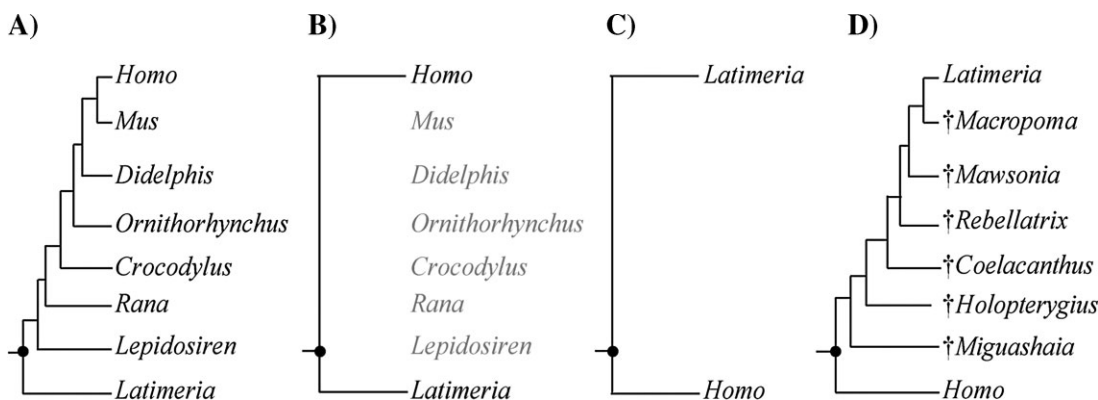 A)
Homo
Mus
Didelphis
Ornithorhynchus
Crocodylus
Rana
Lepidosiren
Latimeria
B)
Homo
Mus
Didelphis
Ornithorhynchus
Crocodylus
Rana
Lepidosiren
Latimeria
C)
Latimeria
Homo
D)
Latimeria
†Macropoma
†Mawsonia
†Rebellatrix
†Coelacanthus
†Holopterygius
†Miguashaia
Homo